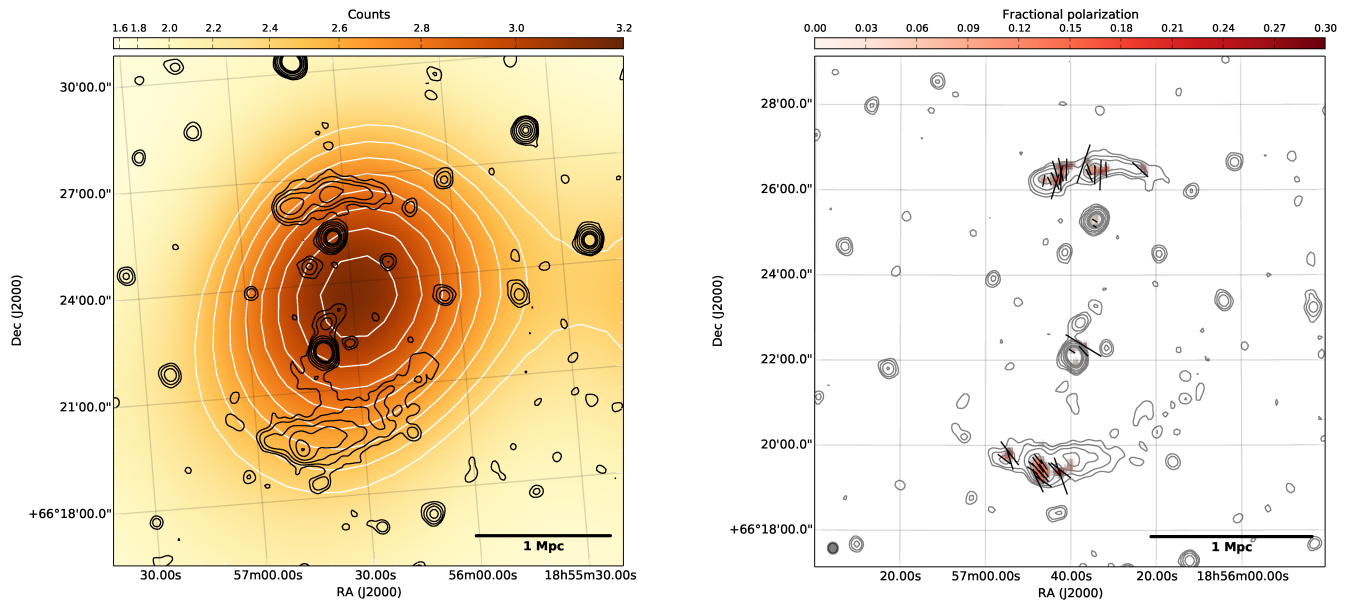 Counts
1.6 1.8 2.0 2.2 2.4 2.6 2.8 3.0 3.2
30'00.0"
27'00.0"
24'00.0"
21'00.0"
+66°18'00.0"
Dec (J2000)
1 Mpc
30.00s 57m00.00s 30.00s 56m00.00s 18h55m30.00s
RA (J2000)
Fractional polarization
0.00 0.03 0.06 0.09 0.12 0.15 0.18 0.21 0.24 0.27 0.30
28'00.0"
26'00.0"
24'00.0"
22'00.0"
20'00.0"
+66°18'00.0"
Dec (J2000)
1 Mpc
20.00s 57m00.00s 40.00s 20.00s 18h56m00.00s
RA (J2000)